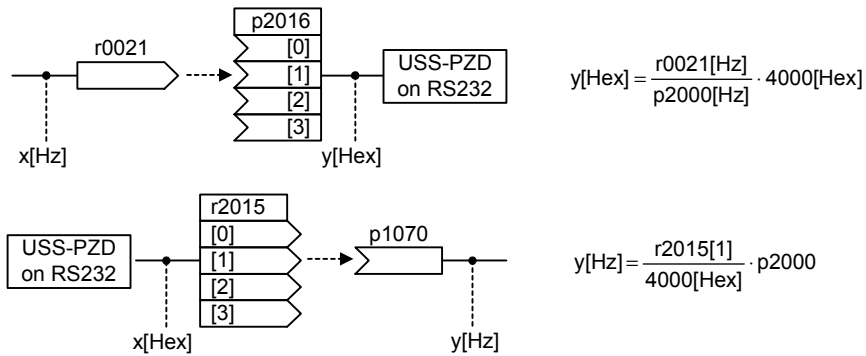 p2016
r0021
[0]
[1]
[2]
[3]
USS-PZD
on RS232
x[Hz]
y[Hex]
y[Hex] = r0021[Hz] / p2000[Hz] · 4000[Hex]
r2015
[0]
[1]
[2]
[3]
USS-PZD
on RS232
p1070
x[Hex]
y[Hz]
y[Hz] = r2015[1] / 4000[Hex] · p2000